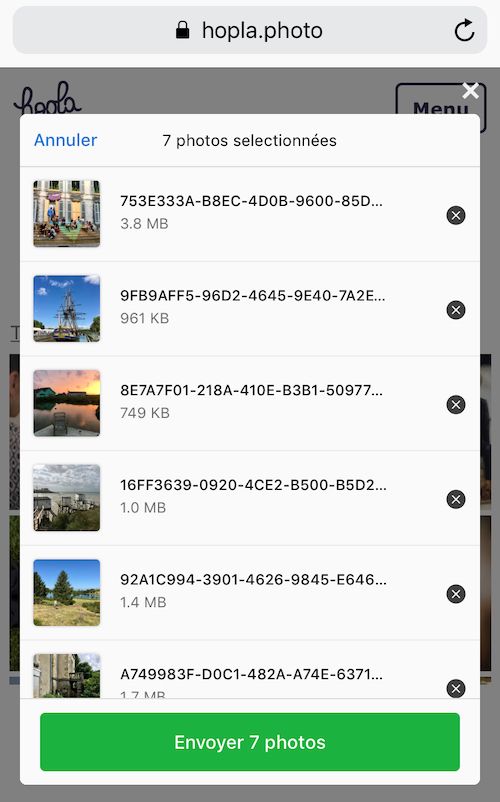 hopla.photo
hopla
Menu
Annuler
7 photos selectionnées
753E333A-B8EC-4D0B-9600-85D...
3.8 MB
9FB9AFF5-96D2-4645-9E40-7A2E...
961 KB
8E7A7F01-218A-410E-B3B1-50977...
749 KB
16FF3639-0920-4CE2-B500-B5D2...
1.0 MB
92A1C994-3901-4626-9845-E646...
1.4 MB
A749983F-D0C1-482A-A74E-6371...
1.7 MB
Envoyer 7 photos